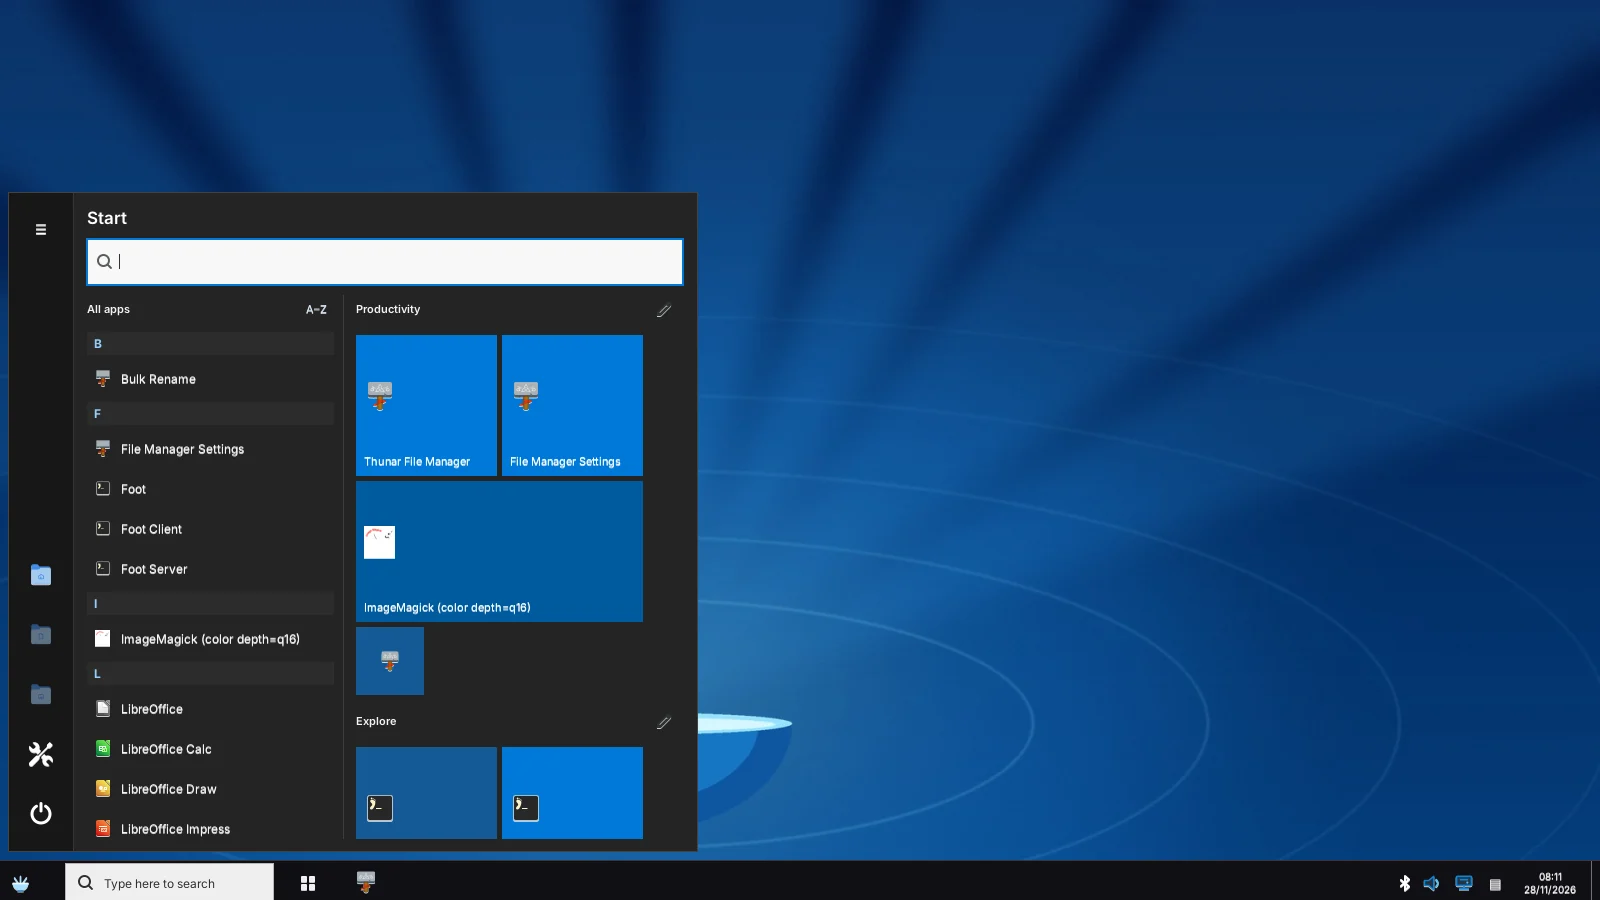 Start
All apps
A–Z
B
Bulk Rename
F
File Manager Settings
Foot
Foot Client
Foot Server
I
ImageMagick (color depth=q16)
L
LibreOffice
LibreOffice Calc
LibreOffice Draw
LibreOffice Impress
Productivity
Thunar File Manager
File Manager Settings
ImageMagick (color depth=q16)
Explore
Type here to search
08:11
28/11/2026